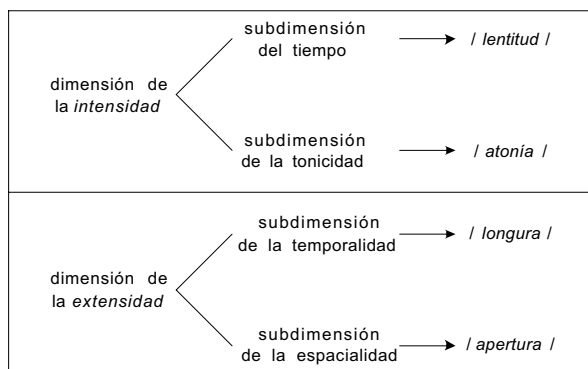 subdimensión
del tiempo
/ lentitud /
dimensión de
la intensidad
subdimensión
de la tonicidad
/ atonía /
subdimensión
de la temporalidad
/ longura /
dimensión de
la extensidad
subdimensión
de la espacialidad
/ apertura /